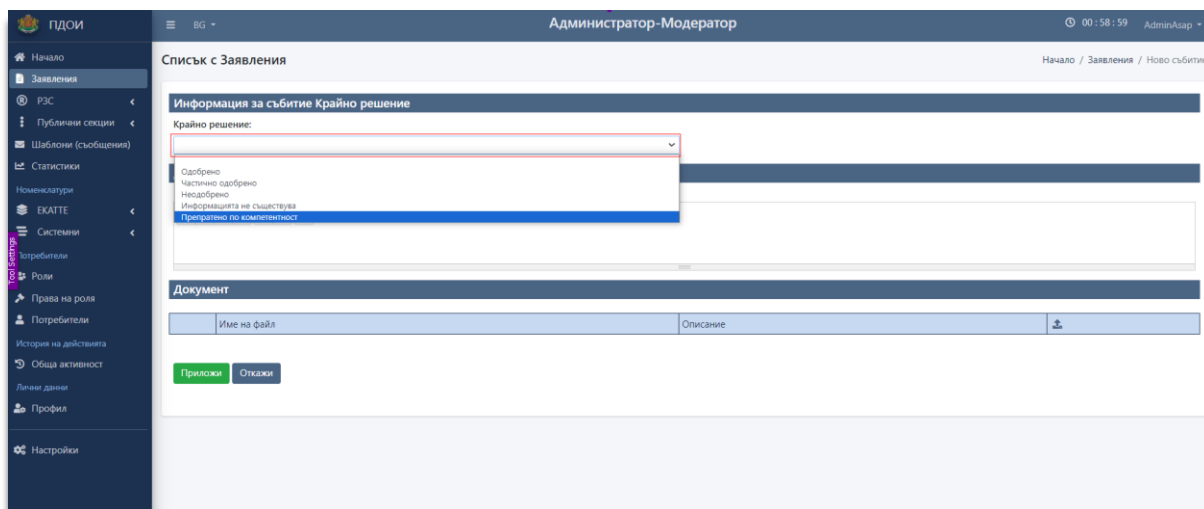 ПДОИ
BG
Администратор-Модератор
00:58:59
AdminAsap
Начало
Заявления
РЗС
Публични секции
Шаблони (съобщения)
Статистики
Номенклатури
ЕКАТТЕ
Системни
Потребители
Роли
Права на роля
Потребители
История на действията
Обща активност
Лични данни
Профил
Настройки
Tool Settings
Списък с Заявления
Начало / Заявления / Ново събитие
Информация за събитие Крайно решение
Крайно решение:
Одобрено
Частично одобрено
Неодобрено
Информацията не съществува
Препратено по компетентност
Документ
Име на файл
Описание
Приложи
Откажи